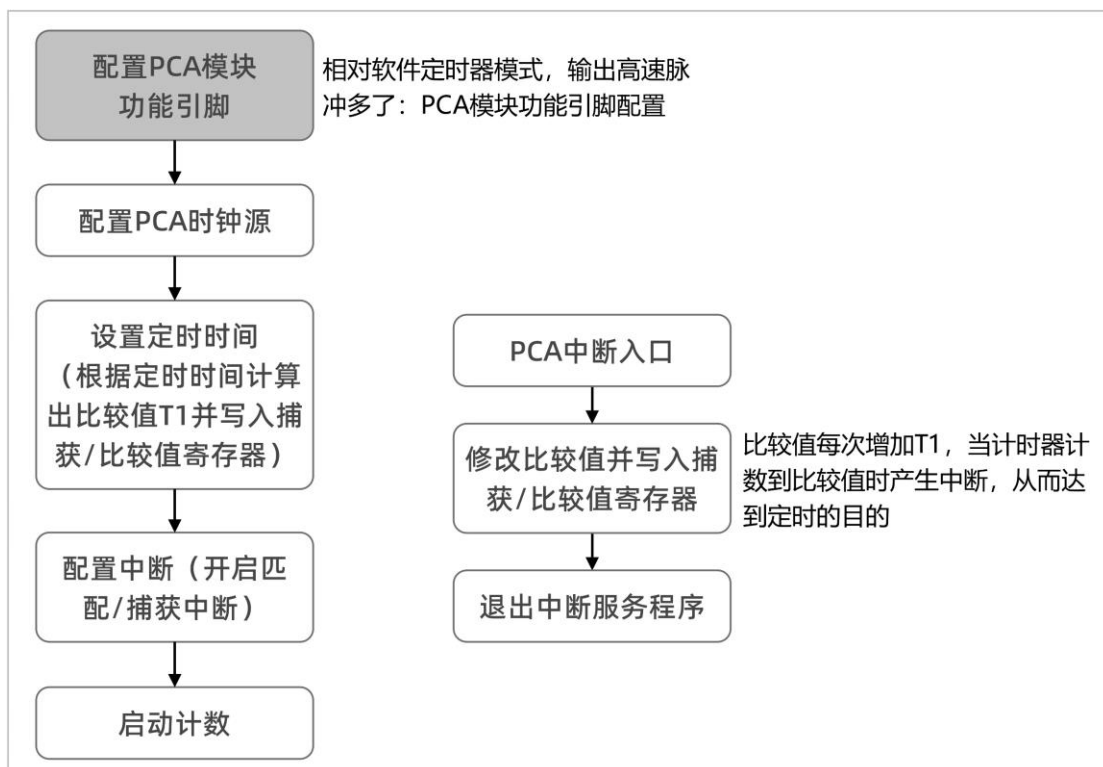 配置PCA模块
功能引脚
相对软件定时器模式，输出高速脉
冲多了：PCA模块功能引脚配置
配置PCA时钟源
设置定时时间
（根据定时时间计算
出比较值T1并写入捕
获/比较值寄存器）
配置中断（开启匹
配/捕获中断）
启动计数
PCA中断入口
修改比较值并写入捕
获/比较值寄存器
比较值每次增加T1，当计时器计
数到比较值时产生中断，从而达
到定时的目的
退出中断服务程序